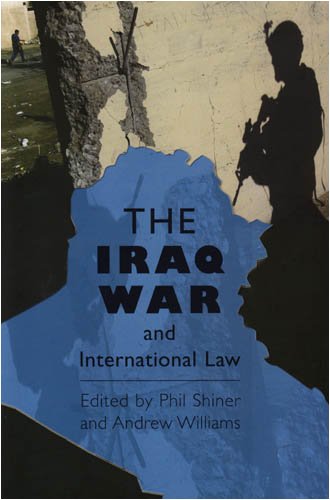 THE
IRAQ
WAR
and
International Law
Edited by Phil Shiner
and Andrew Williams